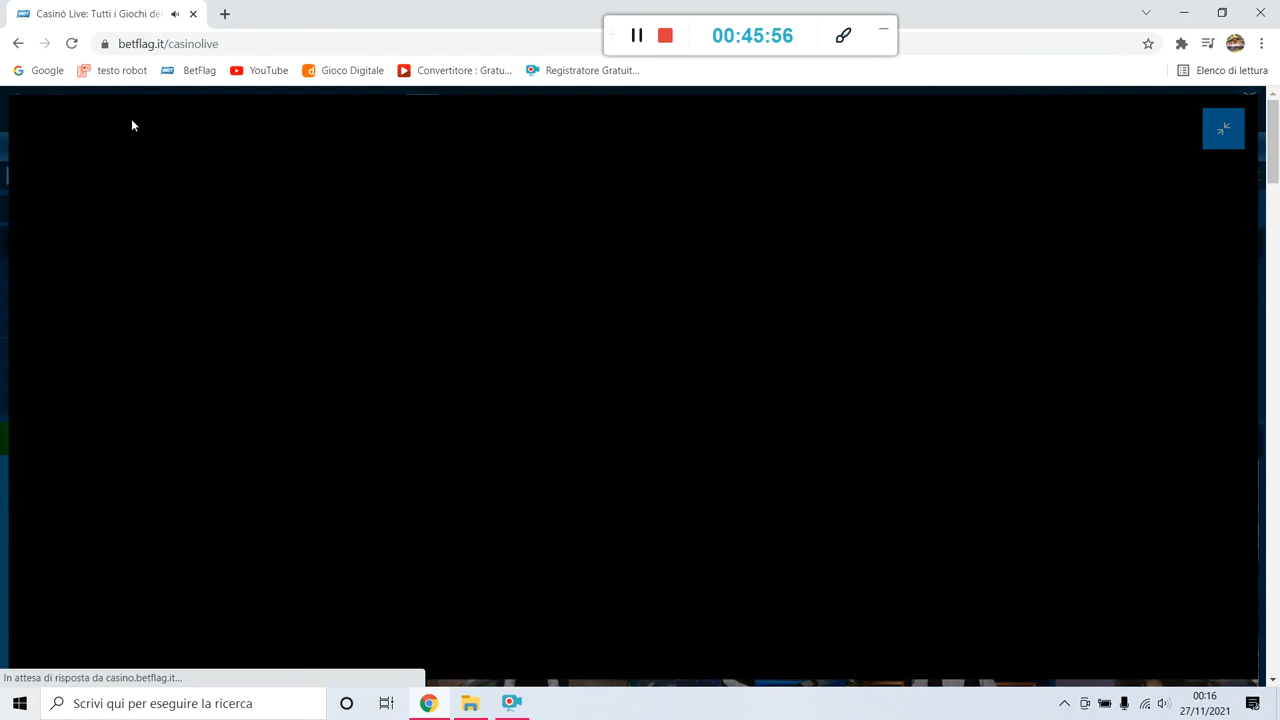 Casinò Live: Tutti i Giochi de
betflag.it/casinolive
00:45:56
Google
testo robot
BetFlag
YouTube
Gioco Digitale
Convertitore : Gratu...
Registratore Gratuit...
Elenco di lettura
In attesa di risposta da casino.betflag.it...
Scrivi qui per eseguire la ricerca
00:16
27/11/2021